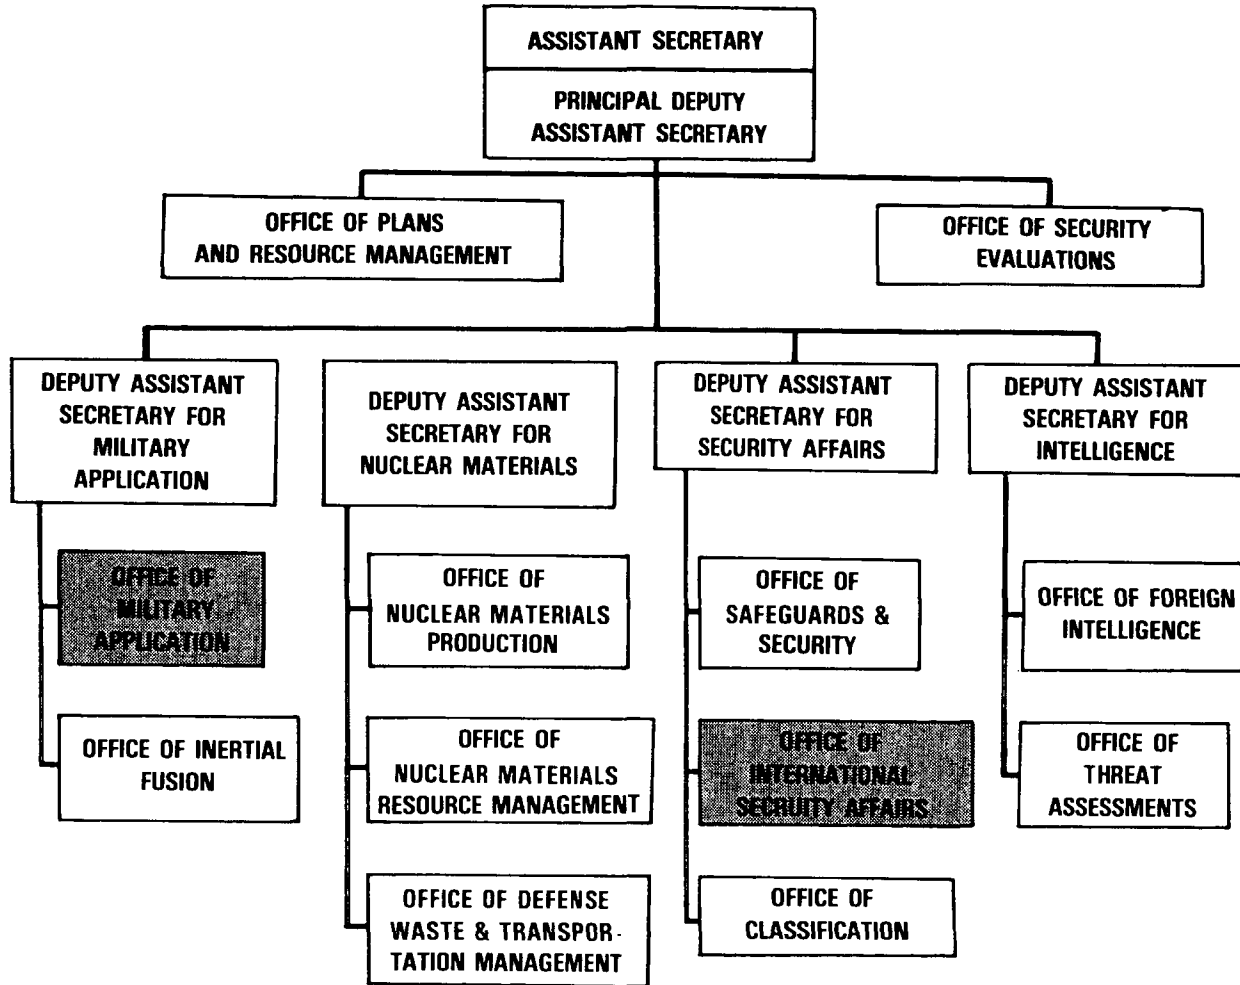 ASSISTANT SECRETARY
PRINCIPAL DEPUTY
ASSISTANT SECRETARY
OFFICE OF PLANS
AND RESOURCE MANAGEMENT
OFFICE OF SECURITY
EVALUATIONS
DEPUTY ASSISTANT
SECRETARY FOR
MILITARY
APPLICATION
DEPUTY ASSISTANT
SECRETARY FOR
NUCLEAR MATERIALS
DEPUTY ASSISTANT
SECRETARY FOR
SECURITY AFFAIRS
DEPUTY ASSISTANT
SECRETARY FOR
INTELLIGENCE
OFFICE OF
MILITARY
APPLICATION
OFFICE OF
NUCLEAR MATERIALS
PRODUCTION
OFFICE OF
SAFEGUARDS &
SECURITY
OFFICE OF FOREIGN
INTELLIGENCE
OFFICE OF INERTIAL
FUSION
OFFICE OF
NUCLEAR MATERIALS
RESOURCE MANAGEMENT
OFFICE OF
INTERNATIONAL
SECRUITY AFFAIRS
OFFICE OF
THREAT
ASSESSMENTS
OFFICE OF DEFENSE
WASTE & TRANSPOR-
TATION MANAGEMENT
OFFICE OF
CLASSIFICATION